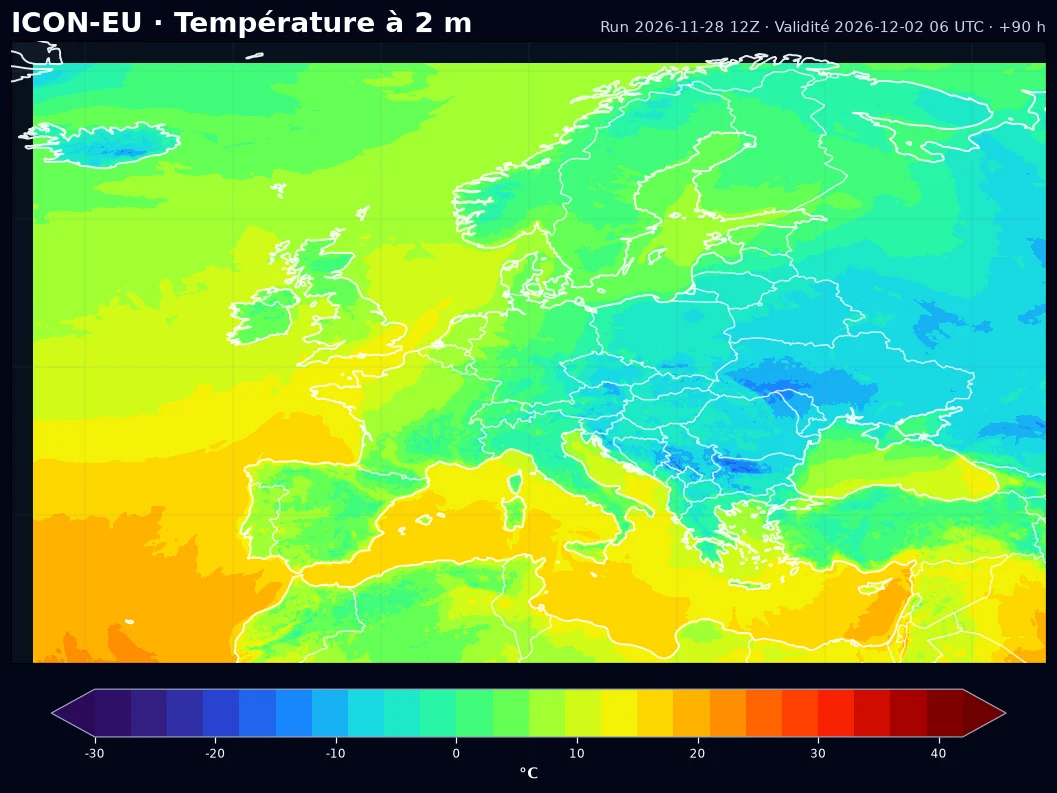 ICON-EU · Température à 2 m
Run 2026-11-28 12Z · Validité 2026-12-02 06 UTC · +90 h
-30 -20 -10 0 10 20 30 40
°C